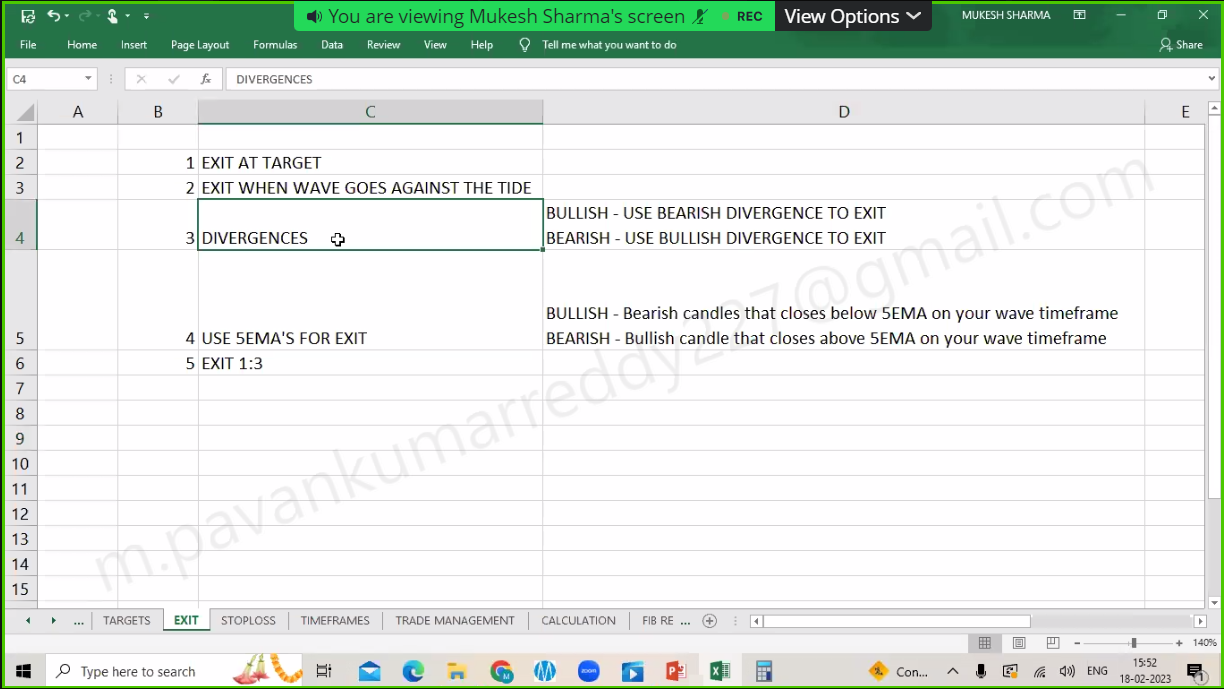 You are viewing Mukesh Sharma's screen
REC
View Options
MUKESH SHARMA
File
Home
Insert
Page Layout
Formulas
Data
Review
View
Help
Tell me what you want to do
Share
C4
fx
DIVERGENCES
A
B
C
D
E
1
2
1
EXIT AT TARGET
3
2
EXIT WHEN WAVE GOES AGAINST THE TIDE
4
3
DIVERGENCES
BULLISH - USE BEARISH DIVERGENCE TO EXIT
BEARISH - USE BULLISH DIVERGENCE TO EXIT
5
4
USE 5EMA'S FOR EXIT
BULLISH - Bearish candles that closes below 5EMA on your wave timeframe
BEARISH - Bullish candle that closes above 5EMA on your wave timeframe
6
5
EXIT 1:3
7
8
9
10
11
12
13
14
15
m.pavankumarreddy227@gmail.com
...
TARGETS
EXIT
STOPLOSS
TIMEFRAMES
TRADE MANAGEMENT
CALCULATION
FIB RE ...
140%
Type here to search
Con...
ENG
15:52
18-02-2023
1